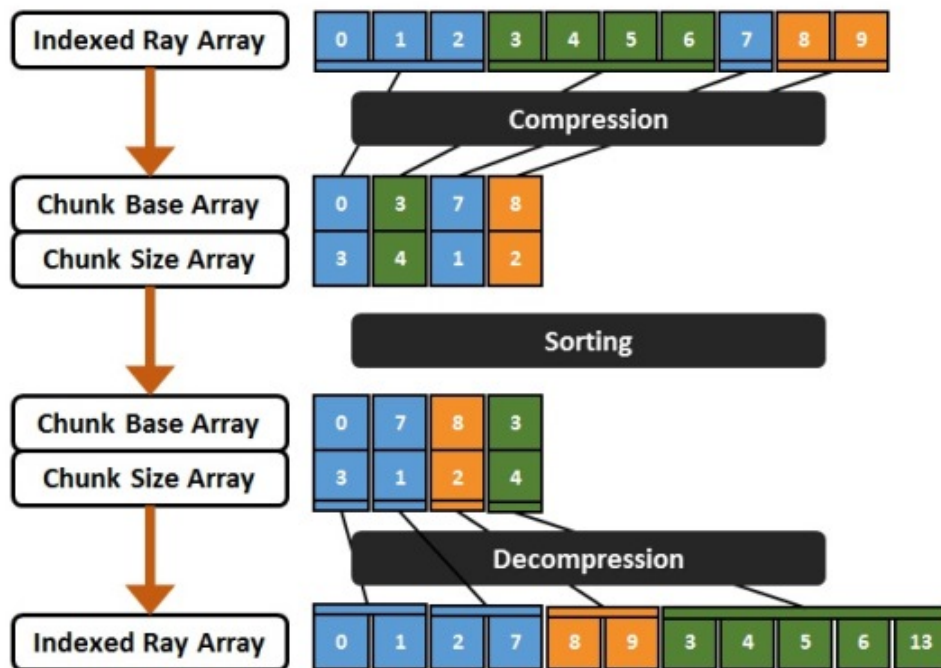 Indexed Ray Array 0 1 2 3 4 5 6 7 8 9
Compression
Chunk Base Array 0 3 7 8
Chunk Size Array 3 4 1 2
Sorting
Chunk Base Array 0 7 8 3
Chunk Size Array 3 1 2 4
Decompression
Indexed Ray Array 0 1 2 7 8 9 3 4 5 6 13